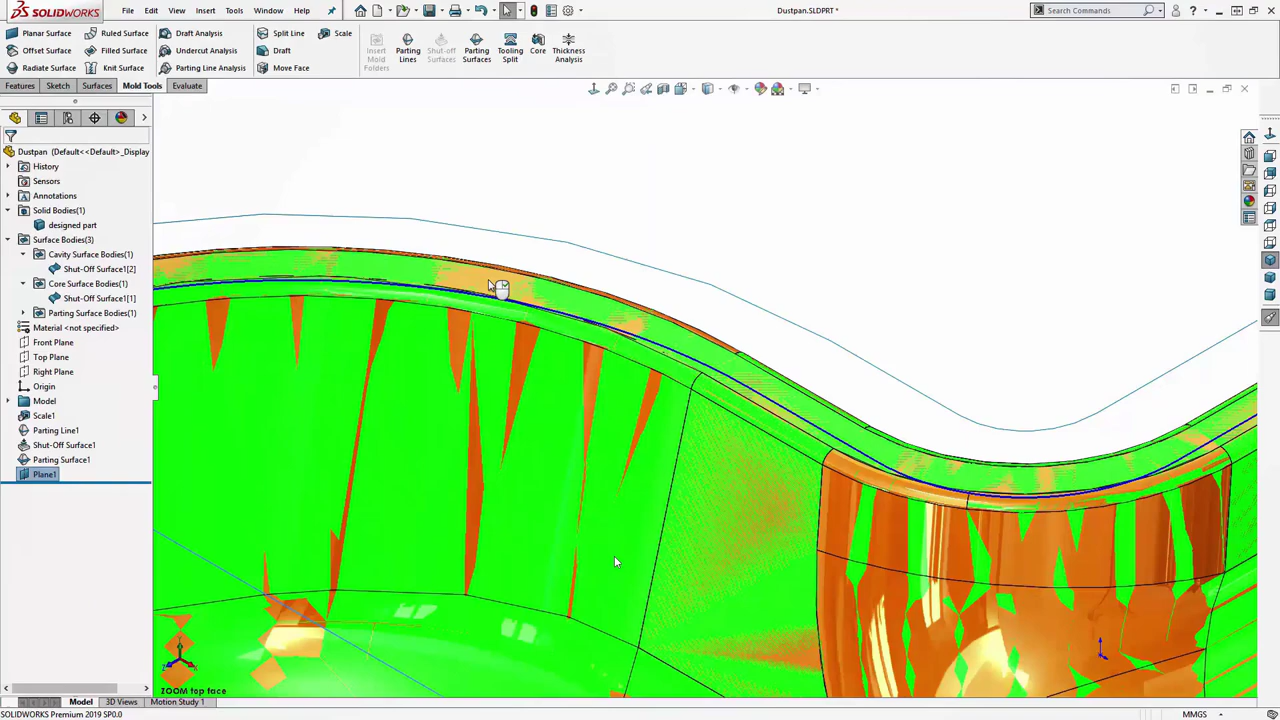 SOLIDWORKS
File Edit View Insert Tools Window Help
Dustpan.SLDPRT *
Search Commands
Planar Surface
Ruled Surface
Draft Analysis
Split Line
Scale
Offset Surface
Filled Surface
Undercut Analysis
Draft
Radiate Surface
Knit Surface
Parting Line Analysis
Move Face
Insert Mold Folders
Parting Lines
Shut-off Surfaces
Parting Surfaces
Tooling Split
Core
Thickness Analysis
Features Sketch Surfaces Mold Tools Evaluate
Dustpan (Default<<Default>_Display
History
Sensors
Annotations
Solid Bodies(1)
designed part
Surface Bodies(3)
Cavity Surface Bodies(1)
Shut-Off Surface1[2]
Core Surface Bodies(1)
Shut-Off Surface1[1]
Parting Surface Bodies(1)
Material <not specified>
Front Plane
Top Plane
Right Plane
Origin
Model
Scale1
Parting Line1
Shut-Off Surface1
Parting Surface1
Plane1
ZOOM top face
Model 3D Views Motion Study 1
SOLIDWORKS Premium 2019 SP0.0
MMGS